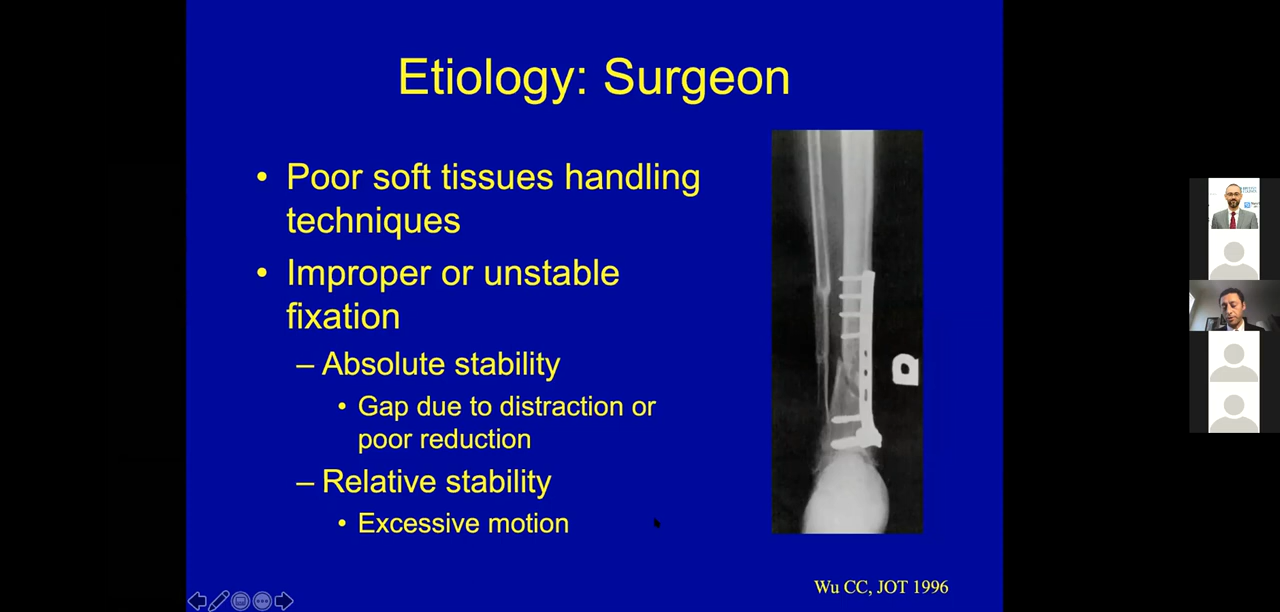 Etiology: Surgeon
• Poor soft tissues handling
techniques
• Improper or unstable
fixation
– Absolute stability
• Gap due to distraction or
poor reduction
– Relative stability
• Excessive motion
Wu CC, JOT 1996